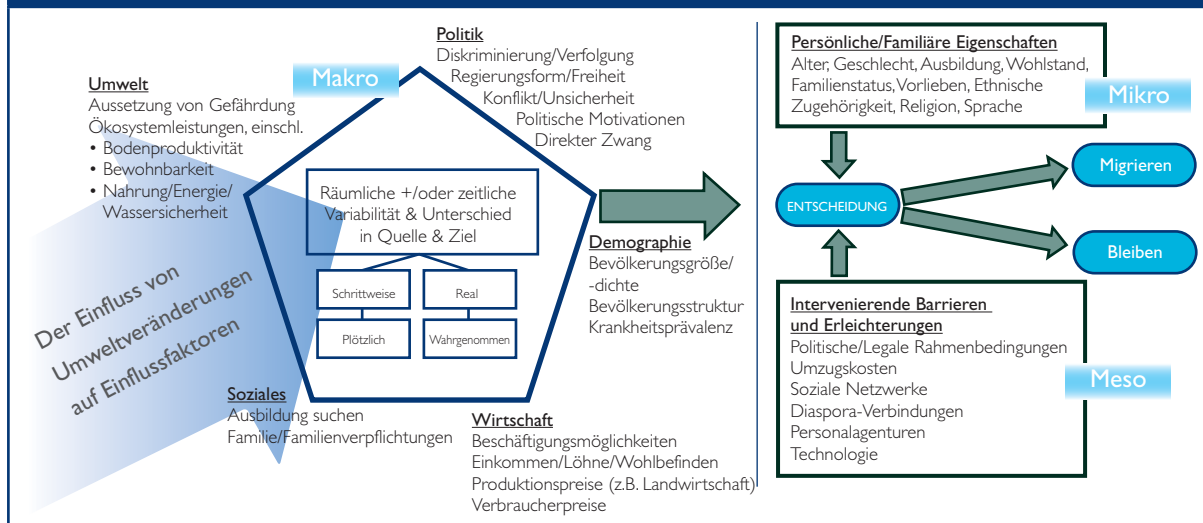 Politik
Diskriminierung/Verfolgung
Regierungsform/Freiheit
Konflikt/Unsicherheit
Politische Motivationen
Direkter Zwang
Makro
Umwelt
Aussetzung von Gefährdung
Ökosystemleistungen, einschl.
• Bodenproduktivität
• Bewohnbarkeit
• Nahrung/Energie/
Wassersicherheit
Räumliche +/oder zeitliche
Variabilität & Unterschied
in Quelle & Ziel
Schrittweise
Real
Plötzlich
Wahrgenommen
Der Einfluss von
Umweltveränderungen
auf Einflussfaktoren
Demographie
Bevölkerungsgröße/
-dichte
Bevölkerungsstruktur
Krankheitsprävalenz
Soziales
Ausbildung suchen
Familie/Familienverpflichtungen
Wirtschaft
Beschäftigungsmöglichkeiten
Einkommen/Löhne/Wohlbefinden
Produktionspreise (z.B. Landwirtschaft)
Verbraucherpreise
Persönliche/Familiäre Eigenschaften
Alter, Geschlecht, Ausbildung, Wohlstand,
Familienstatus, Vorlieben, Ethnische
Zugehörigkeit, Religion, Sprache
Mikro
ENTSCHEIDUNG
Migrieren
Bleiben
Intervenierende Barrieren
und Erleichterungen
Politische/Legale Rahmenbedingungen
Umzugskosten
Soziale Netzwerke
Diaspora-Verbindungen
Personalagenturen
Technologie
Meso